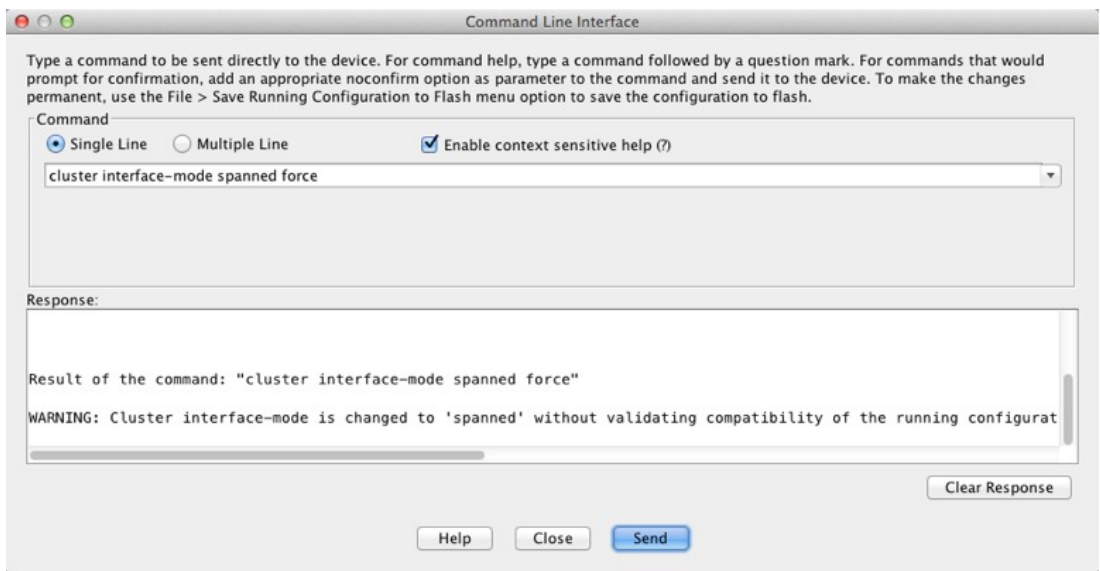 Command Line Interface
Type a command to be sent directly to the device. For command help, type a command followed by a question mark. For commands that would
prompt for confirmation, add an appropriate noconfirm option as parameter to the command and send it to the device. To make the changes
permanent, use the File > Save Running Configuration to Flash menu option to save the configuration to flash.
Command
Single Line Multiple Line Enable context sensitive help (?)
cluster interface-mode spanned force
Response:
Result of the command: "cluster interface-mode spanned force"
WARNING: Cluster interface-mode is changed to 'spanned' without validating compatibility of the running configurat
Clear Response
Help Close Send